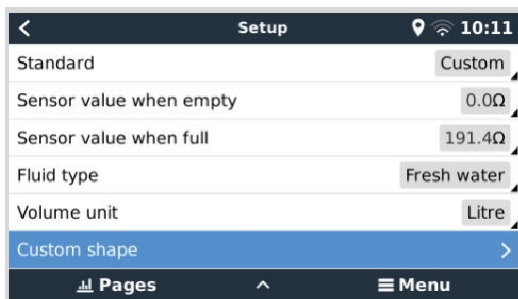 Setup 10:11
Standard Custom
Sensor value when empty 0.0Ω
Sensor value when full 191.4Ω
Fluid type Fresh water
Volume unit Litre
Custom shape
Pages Menu